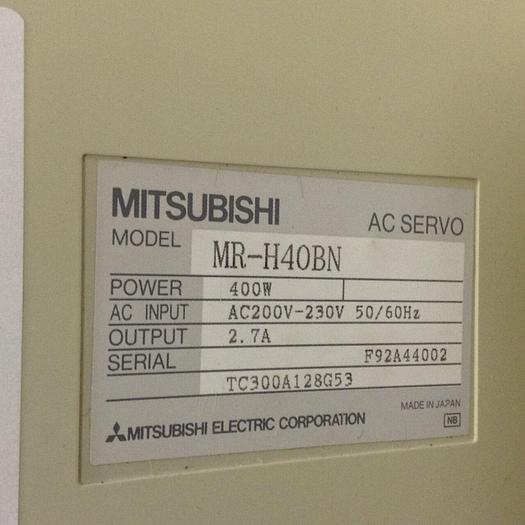 MITSUBISHI
AC SERVO
MODEL MR-H40BN
POWER 400W
AC INPUT AC200V-230V 50/60Hz
OUTPUT 2.7A
SERIAL F92A44002
TC300A128G53
MITSUBISHI ELECTRIC CORPORATION
MADE IN JAPAN
NB